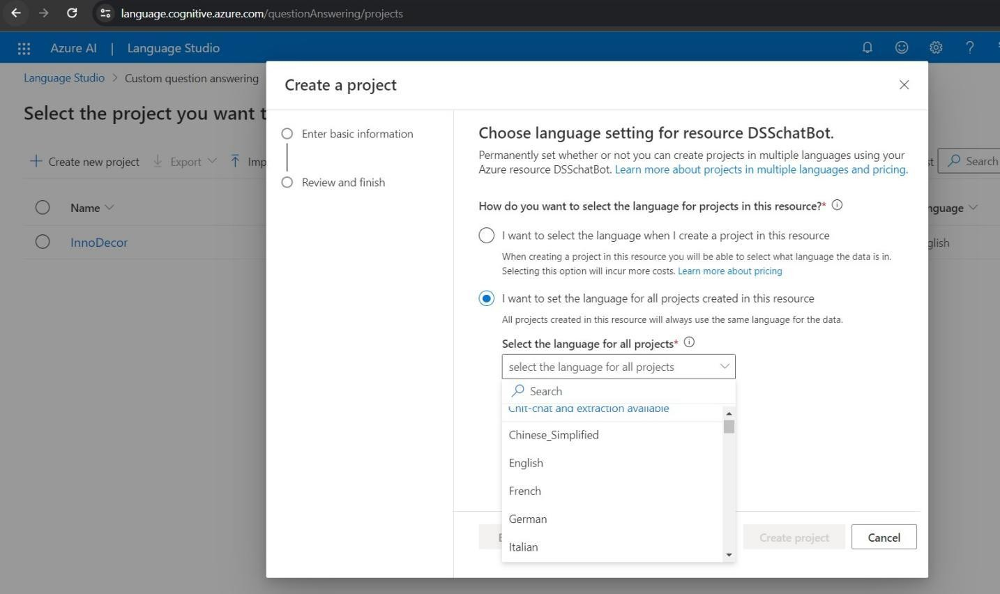 language.cognitive.azure.com/questionAnswering/projects
Azure AI | Language Studio
Language Studio > Custom question answering
Select the project you want t
Create new project
Export
Imp
st
Search
Name
nguage
InnoDecor
glish
Create a project
Enter basic information
Review and finish
Choose language setting for resource DSSchatBot.
Permanently set whether or not you can create projects in multiple languages using your
Azure resource DSSchatBot. Learn more about projects in multiple languages and pricing.
How do you want to select the language for projects in this resource?*
I want to select the language when I create a project in this resource
When creating a project in this resource you will be able to select what language the data is in.
Selecting this option will incur more costs. Learn more about pricing
I want to set the language for all projects created in this resource
All projects created in this resource will always use the same language for the data.
Select the language for all projects*
select the language for all projects
Search
Chit-chat and extraction available
Chinese_Simplified
English
French
German
Italian
Create project
Cancel